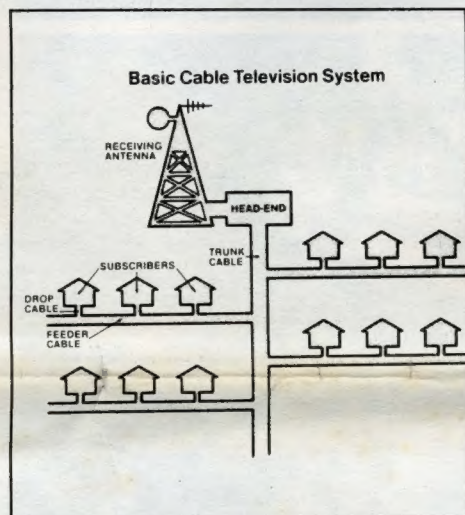 Basic Cable Television System
RECEIVING
ANTENNA
HEAD-END
TRUNK
CABLE
SUBSCRIBERS
DROP
CABLE
FEEDER
CABLE